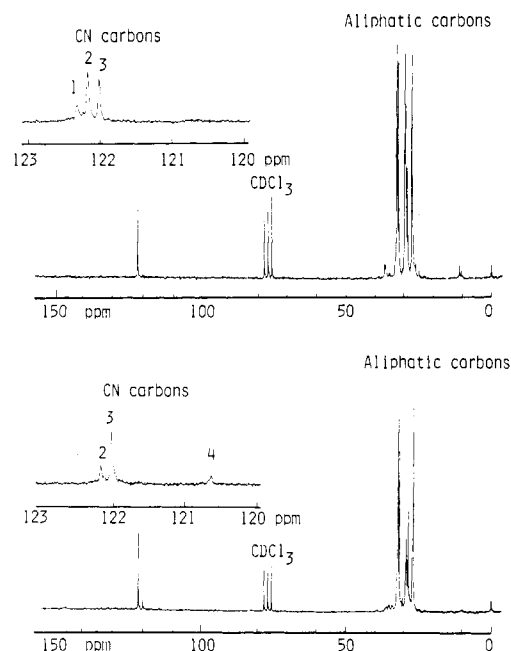 Aliphatic carbons
CN carbons
1 2 3
123 122 121 120 ppm
CDCl3
150 ppm 100 50 0
Aliphatic carbons
CN carbons
3
2 4
123 122 121 120 ppm
CDCl3
150 ppm 100 50 0